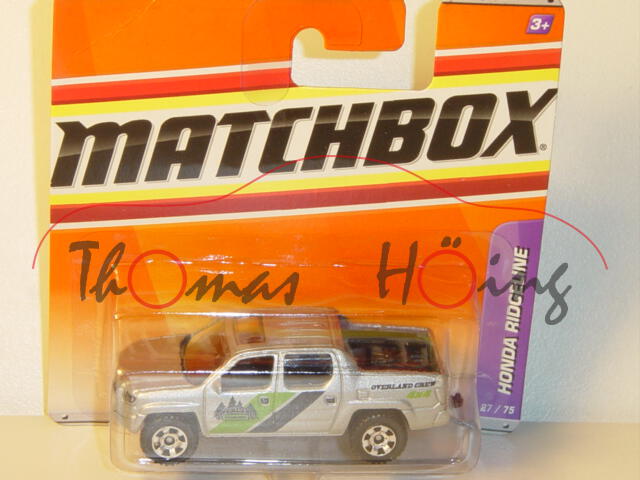 3+
MATCHBOX
Thomas Höing
HONDA RIDGELINE
27 / 75
OVERLAND CREW
4x4